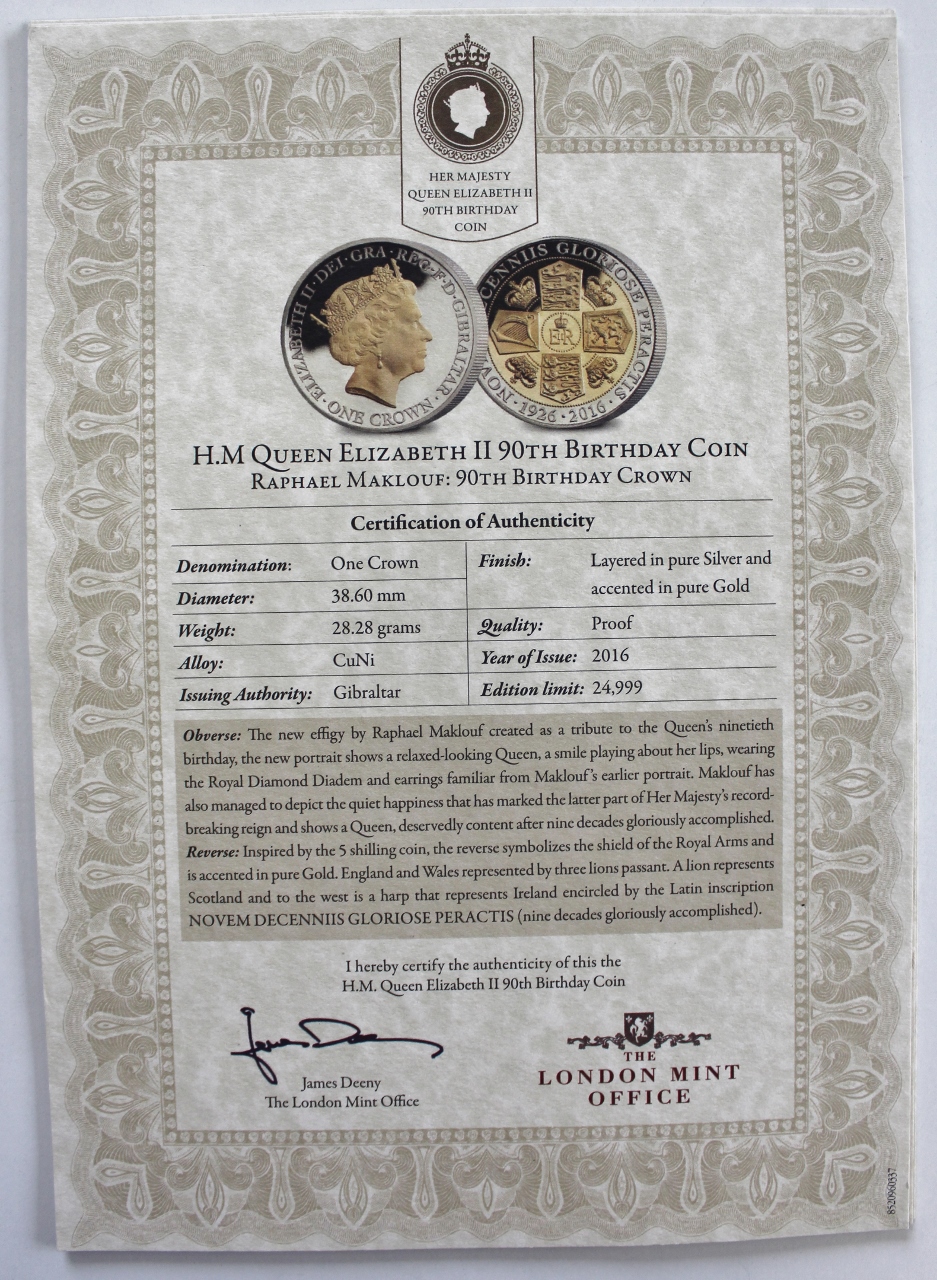 HER MAJESTY
QUEEN ELIZABETH II
90TH BIRTHDAY
COIN
ELIZABETH II · DEI · GRA · REG · F · D · GIBRALTAR · ONE CROWN ·
CENNIIS GLORIOSE PERACTIS · 1926 · 2016 · NOV
EIIR
H.M QUEEN ELIZABETH II 90TH BIRTHDAY COIN
RAPHAEL MAKLOUF: 90TH BIRTHDAY CROWN
Certification of Authenticity
Denomination: One Crown
Diameter: 38.60 mm
Weight: 28.28 grams
Alloy: CuNi
Issuing Authority: Gibraltar
Finish: Layered in pure Silver and
accented in pure Gold
Quality: Proof
Year of Issue: 2016
Edition limit: 24,999
Obverse: The new effigy by Raphael Maklouf created as a tribute to the Queen's ninetieth
birthday, the new portrait shows a relaxed-looking Queen, a smile playing about her lips, wearing
the Royal Diamond Diadem and earrings familiar from Maklouf's earlier portrait. Maklouf has
also managed to depict the quiet happiness that has marked the latter part of Her Majesty's record-
breaking reign and shows a Queen, deservedly content after nine decades gloriously accomplished.
Reverse: Inspired by the 5 shilling coin, the reverse symbolizes the shield of the Royal Arms and
is accented in pure Gold. England and Wales represented by three lions passant. A lion represents
Scotland and to the west is a harp that represents Ireland encircled by the Latin inscription
NOVEM DECENNIIS GLORIOSE PERACTIS (nine decades gloriously accomplished).
I hereby certify the authenticity of this the
H.M. Queen Elizabeth II 90th Birthday Coin
James Deeny
James Deeny
The London Mint Office
THE
LONDON MINT
OFFICE
8520960337